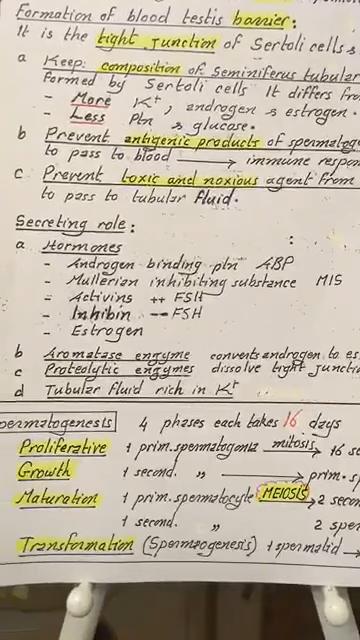 Formation of blood testis barrier:
It is the tight junction of Sertoli cells &
a Keep composition of Seminiferus tubular
formed by Sertoli cells It differs fro
- More K+, androgen & estrogen.
- Less Ptn & glucose.
b Prevent antigenic products of spermatog
to pass to blood → immune respon
c Prevent toxic and noxious agent from
to pass to tubular fluid.
Secreting role:
a Hormones
- Androgen binding ptn ABP
- Mullerian inhibiting substance MIS
- Activins ++ FSH
- Inhibin -- FSH
- Estrogen
b Aromatase enzyme converts androgen to es
c Proteolytic enzymes dissolve tight junctio
d Tubular fluid rich in K+
permatogenesis 4 phases each takes 16 days
Proliferative 1 prim. spermatogonia mitosis → 16 se
Growth 1 second. " → prim. sp
Maturation 1 prim. spermatocyte MEIOSIS → 2 secon
1 second. " 2 sper
Transformation (Spermeogenesis) 1 spermatid →